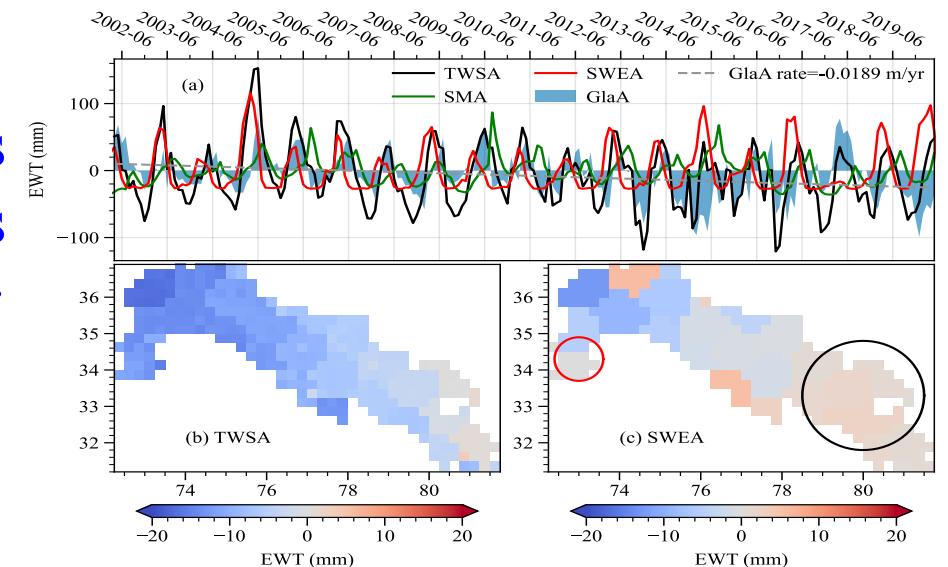 2002-06 2003-06 2004-06 2005-06 2006-06 2007-06 2008-06 2009-06 2010-06 2011-06 2012-06 2013-06 2014-06 2015-06 2016-06 2017-06 2018-06 2019-06
(a) TWSA SWEA GlaA rate=-0.0189 m/yr
SMA GlaA
EWT (mm)
100
0
−100
36 35 34 33 32
(b) TWSA
74 76 78 80
36 35 34 33 32
(c) SWEA
74 76 78 80
−20 −10 0 10 20
EWT (mm)
−20 −10 0 10 20
EWT (mm)